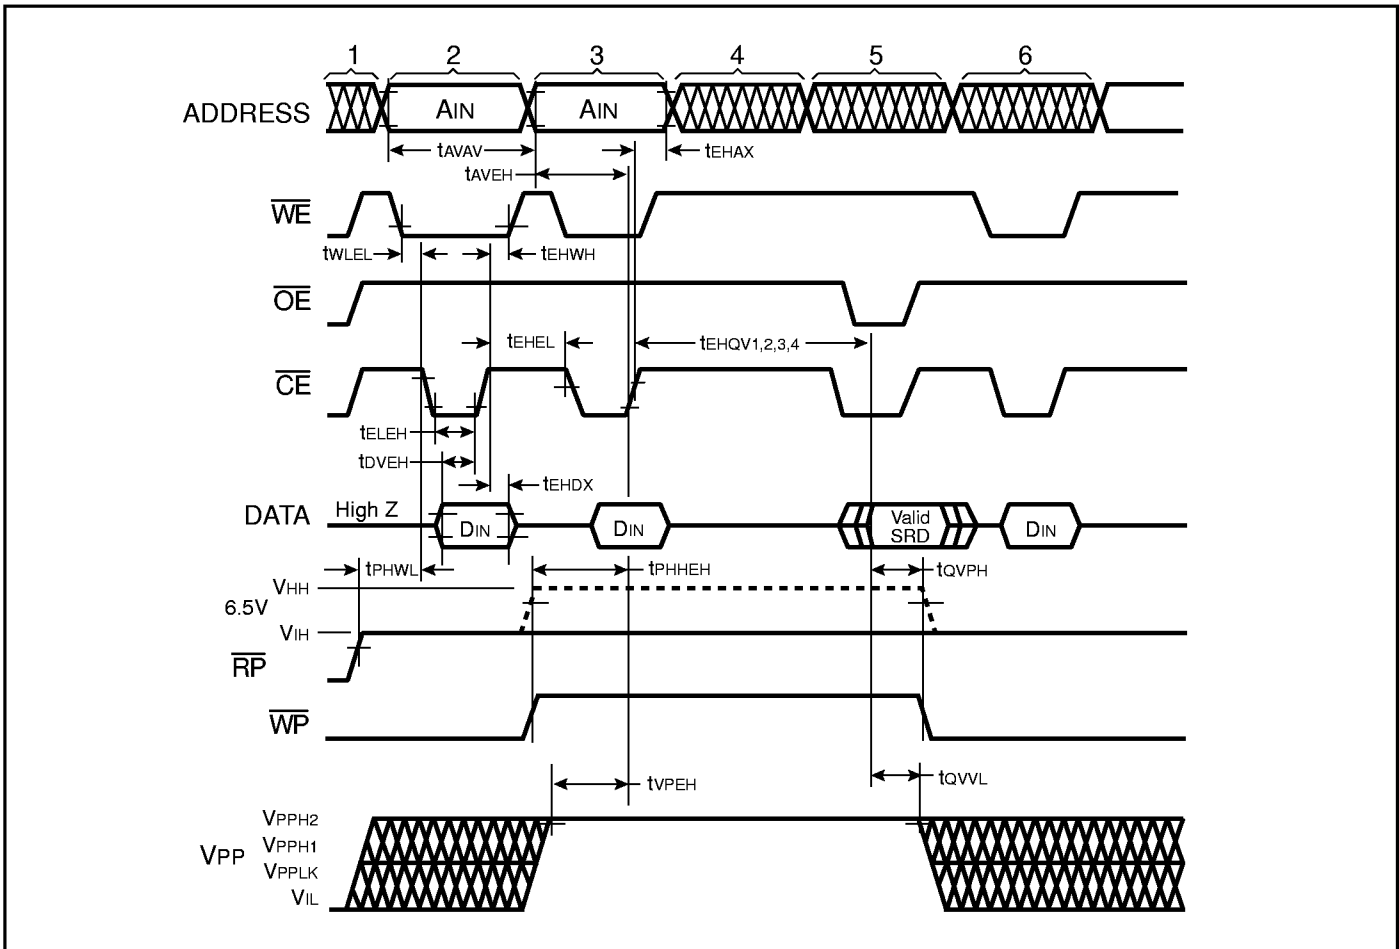 1 2 3 4 5 6
ADDRESS AIN AIN
tAVAV tEHAX
tAVEH
WE
tWLEL tEHWH
OE
tEHEL tEHQV1,2,3,4
CE
tELEH
tDVEH
tEHDX
DATA High Z DIN DIN Valid SRD DIN
tPHWL tPHHEH tQVPH
VHH
6.5V
VIH
RP
WP
tVPEH tQVVL
VPPH2
VPP VPPH1
VPPLK
VIL